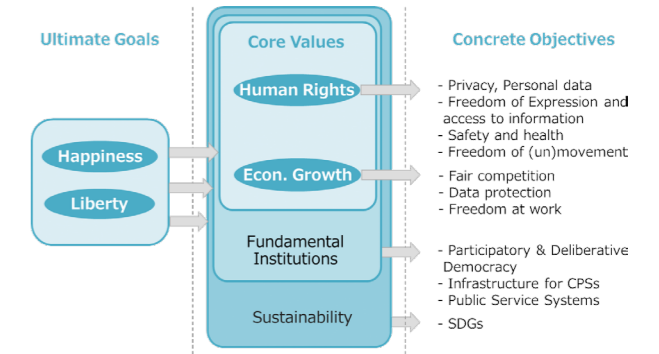 Ultimate Goals
Core Values
Concrete Objectives
Happiness
Liberty
Human Rights
Econ. Growth
Fundamental
Institutions
Sustainability
- Privacy, Personal data
- Freedom of Expression and
access to information
- Safety and health
- Freedom of (un)movement
- Fair competition
- Data protection
- Freedom at work
- Participatory & Deliberative
Democracy
- Infrastructure for CPSs
- Public Service Systems
- SDGs